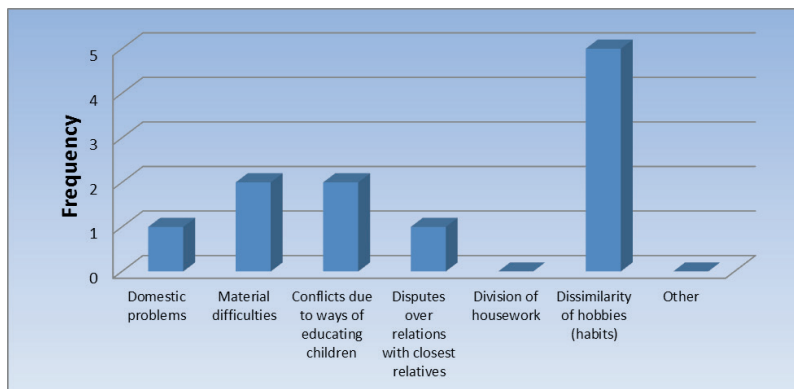 Frequency
5
4
3
2
1
0
Domestic
problems
Material
difficulties
Conflicts due
to ways of
educating
children
Disputes
over
relations
with closest
relatives
Division of
housework
Dissimilarity
of hobbies
(habits)
Other